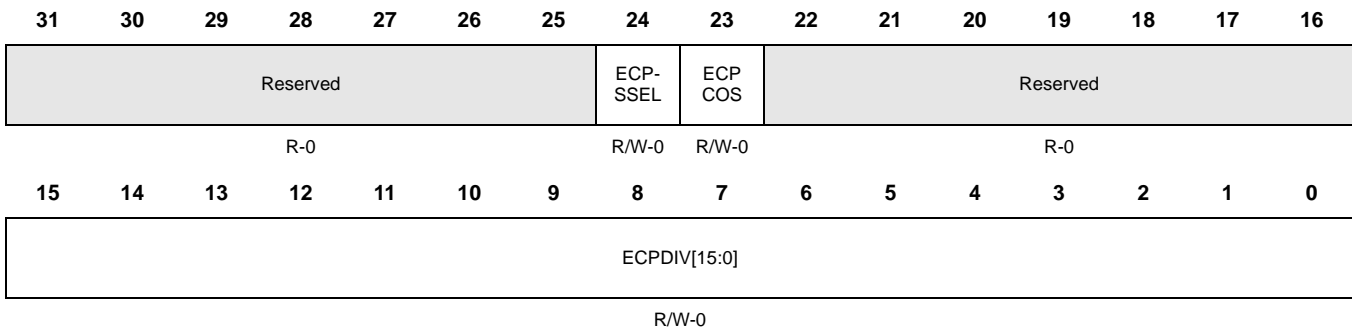 31 30 29 28 27 26 25 24 23 22 21 20 19 18 17 16
Reserved ECP- ECP Reserved
SSEL COS
R-0 R/W-0 R/W-0 R-0
15 14 13 12 11 10 9 8 7 6 5 4 3 2 1 0
ECPDIV[15:0]
R/W-0